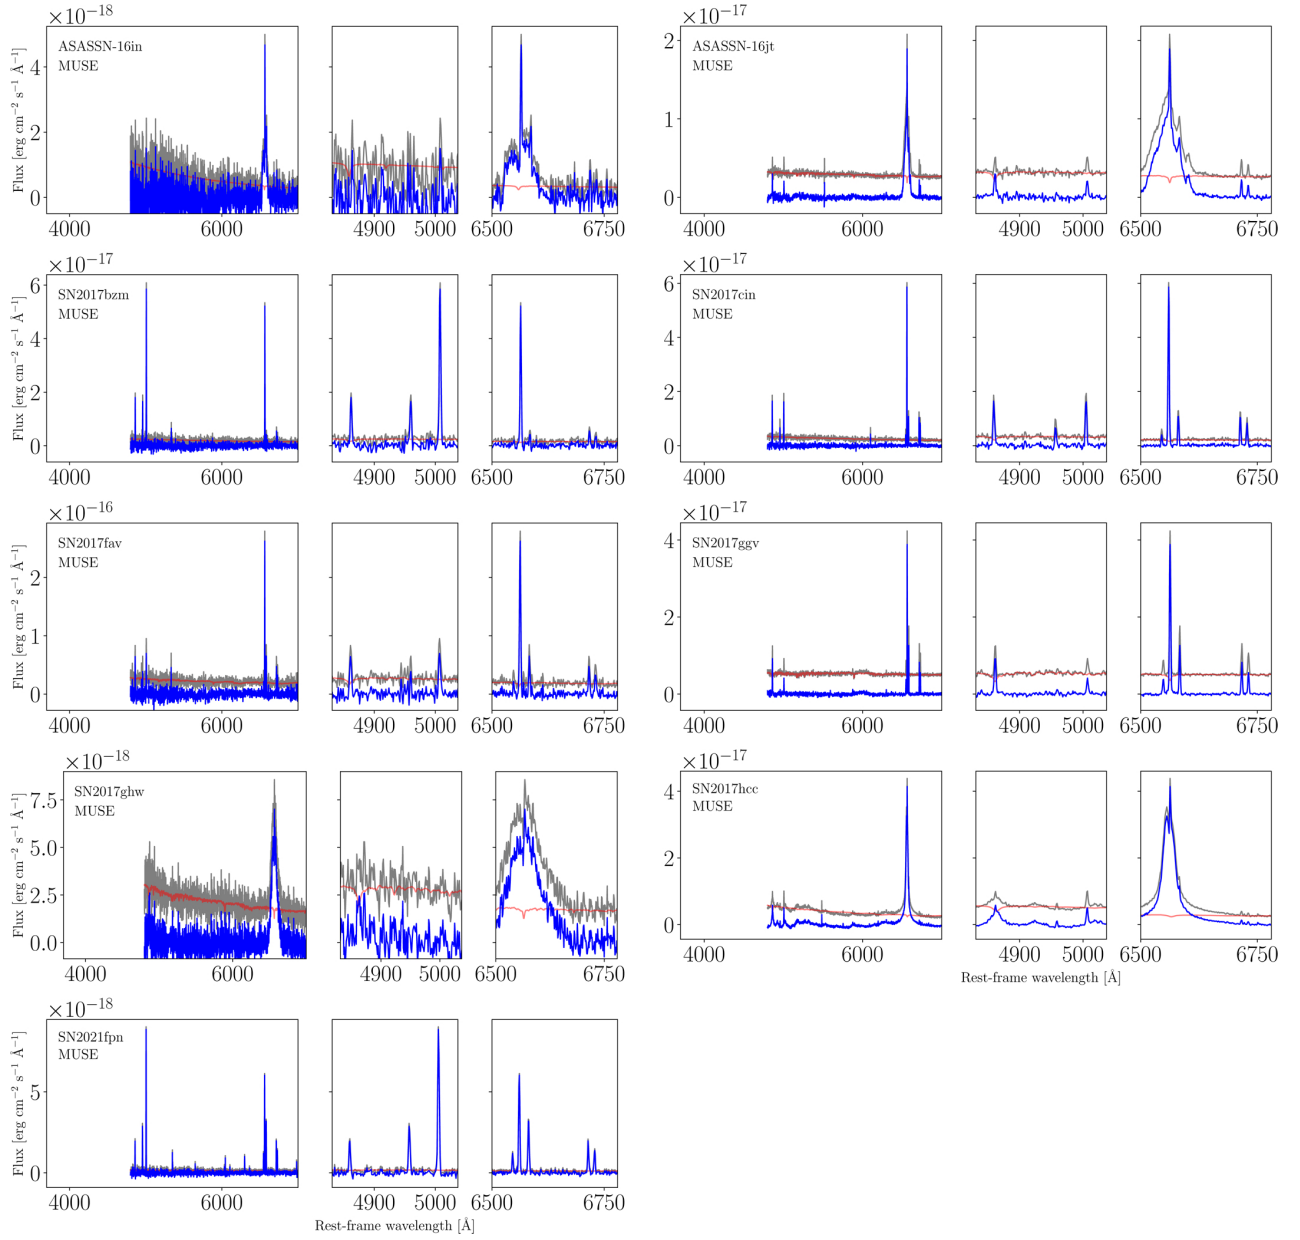 ×10⁻¹⁸
ASASSN-16in
MUSE
Flux [erg cm⁻² s⁻¹ Å⁻¹]
4
2
0
4000 6000 4900 5000 6500 6750
×10⁻¹⁷
ASASSN-16jt
MUSE
2
1
0
4000 6000 4900 5000 6500 6750
×10⁻¹⁷
SN2017bzm
MUSE
Flux [erg cm⁻² s⁻¹ Å⁻¹]
6
4
2
0
4000 6000 4900 5000 6500 6750
×10⁻¹⁷
SN2017cin
MUSE
6
4
2
0
4000 6000 4900 5000 6500 6750
×10⁻¹⁶
SN2017fav
MUSE
Flux [erg cm⁻² s⁻¹ Å⁻¹]
2
1
0
4000 6000 4900 5000 6500 6750
×10⁻¹⁷
SN2017ggv
MUSE
4
2
0
4000 6000 4900 5000 6500 6750
×10⁻¹⁸
SN2017ghw
MUSE
Flux [erg cm⁻² s⁻¹ Å⁻¹]
7.5
5.0
2.5
0.0
4000 6000 4900 5000 6500 6750
×10⁻¹⁷
SN2017hcc
MUSE
4
2
0
4000 6000 4900 5000 6500 6750
Rest-frame wavelength [Å]
×10⁻¹⁸
SN2021fpn
MUSE
Flux [erg cm⁻² s⁻¹ Å⁻¹]
5
0
4000 6000 4900 5000 6500 6750
Rest-frame wavelength [Å]